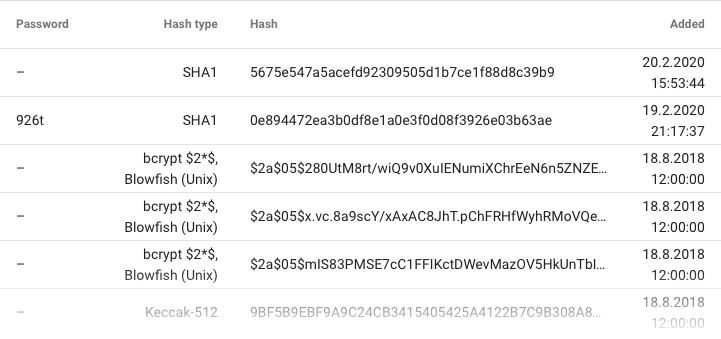 Password Hash type Hash Added
– SHA1 5675e547a5acefd92309505d1b7ce1f88d8c39b9 20.2.2020
15:53:44
926t SHA1 0e894472ea3b0df8e1a0e3f0d08f3926e03b63ae 19.2.2020
21:17:37
– bcrypt $2*$, $2a$05$280UtM8rt/wiQ9v0XuIENumiXChrEeN6n5ZNZE... 18.8.2018
Blowfish (Unix) 12:00:00
– bcrypt $2*$, $2a$05$x.vc.8a9scY/xAxAC8JhT.pChFRHfWyhRMoVQe... 18.8.2018
Blowfish (Unix) 12:00:00
– bcrypt $2*$, $2a$05$mIS83PMSE7cC1FFIKctDWevMazOV5HkUnTbI... 18.8.2018
Blowfish (Unix) 12:00:00
– Keccak-512 9BF5B9EBF9A9C24CB3415405425A4122B7C9B308A8... 18.8.2018
12:00:00